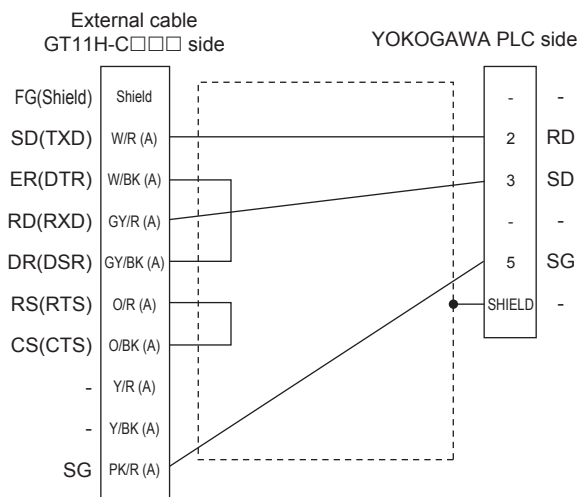 External cable
GT11H-C□□□ side
YOKOGAWA PLC side
FG(Shield) Shield - -
SD(TXD) W/R (A) 2 RD
ER(DTR) W/BK (A) 3 SD
RD(RXD) GY/R (A) - -
DR(DSR) GY/BK (A) 5 SG
RS(RTS) O/R (A) SHIELD -
CS(CTS) O/BK (A)
- Y/R (A)
- Y/BK (A)
SG PK/R (A)